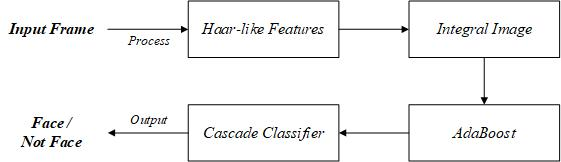 Input Frame
Process
Haar-like Features
Integral Image
Face /
Not Face
Output
Cascade Classifier
AdaBoost